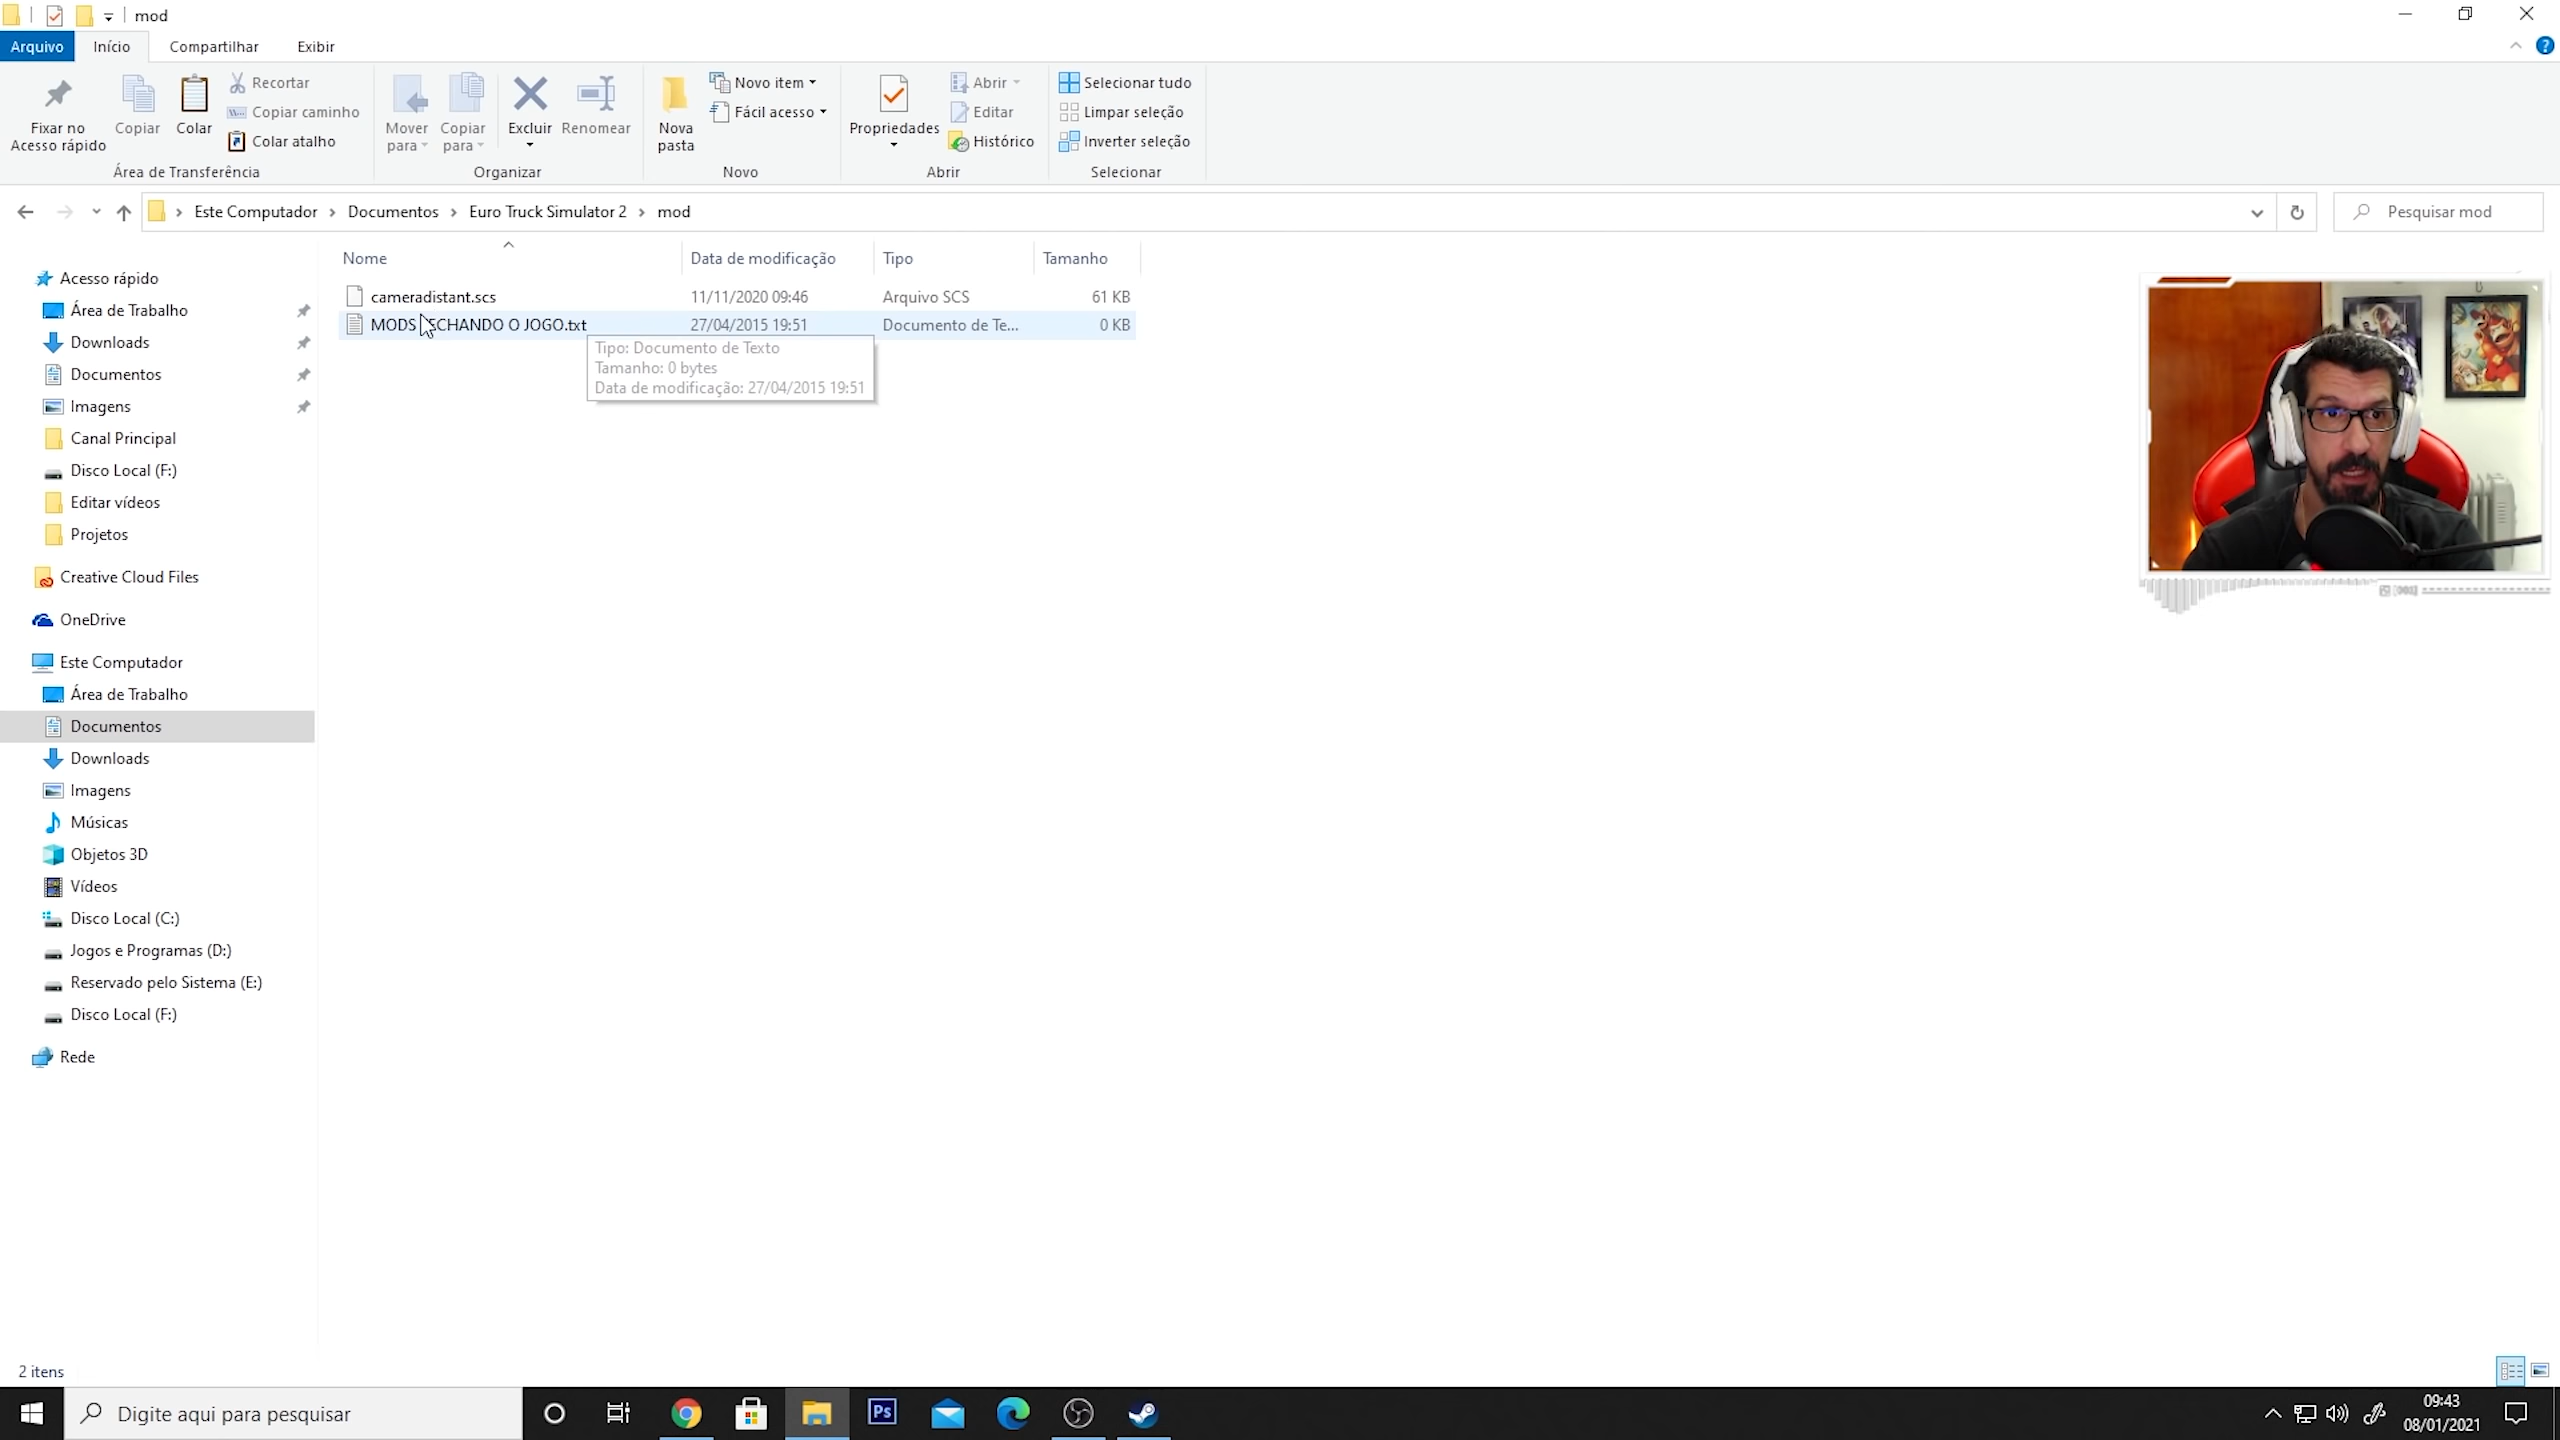 mod
Arquivo
Início
Compartilhar
Exibir
Fixar no
Acesso rápido
Copiar
Colar
Recortar
Copiar caminho
Colar atalho
Área de Transferência
Mover
para
Copiar
para
Excluir
Renomear
Organizar
Nova
pasta
Novo item
Fácil acesso
Novo
Propriedades
Abrir
Editar
Histórico
Abrir
Selecionar tudo
Limpar seleção
Inverter seleção
Selecionar
Este Computador > Documentos > Euro Truck Simulator 2 > mod
Pesquisar mod
Nome Data de modificação Tipo Tamanho
cameradistant.scs 11/11/2020 09:46 Arquivo SCS 61 KB
MODS FECHANDO O JOGO.txt 27/04/2015 19:51 Documento de Te... 0 KB
Tipo: Documento de Texto
Tamanho: 0 bytes
Data de modificação: 27/04/2015 19:51
Acesso rápido
Área de Trabalho
Downloads
Documentos
Imagens
Canal Principal
Disco Local (F:)
Editar vídeos
Projetos
Creative Cloud Files
OneDrive
Este Computador
Área de Trabalho
Documentos
Downloads
Imagens
Músicas
Objetos 3D
Vídeos
Disco Local (C:)
Jogos e Programas (D:)
Reservado pelo Sistema (E:)
Disco Local (F:)
Rede
2 itens
Digite aqui para pesquisar
Ps
09:43
08/01/2021